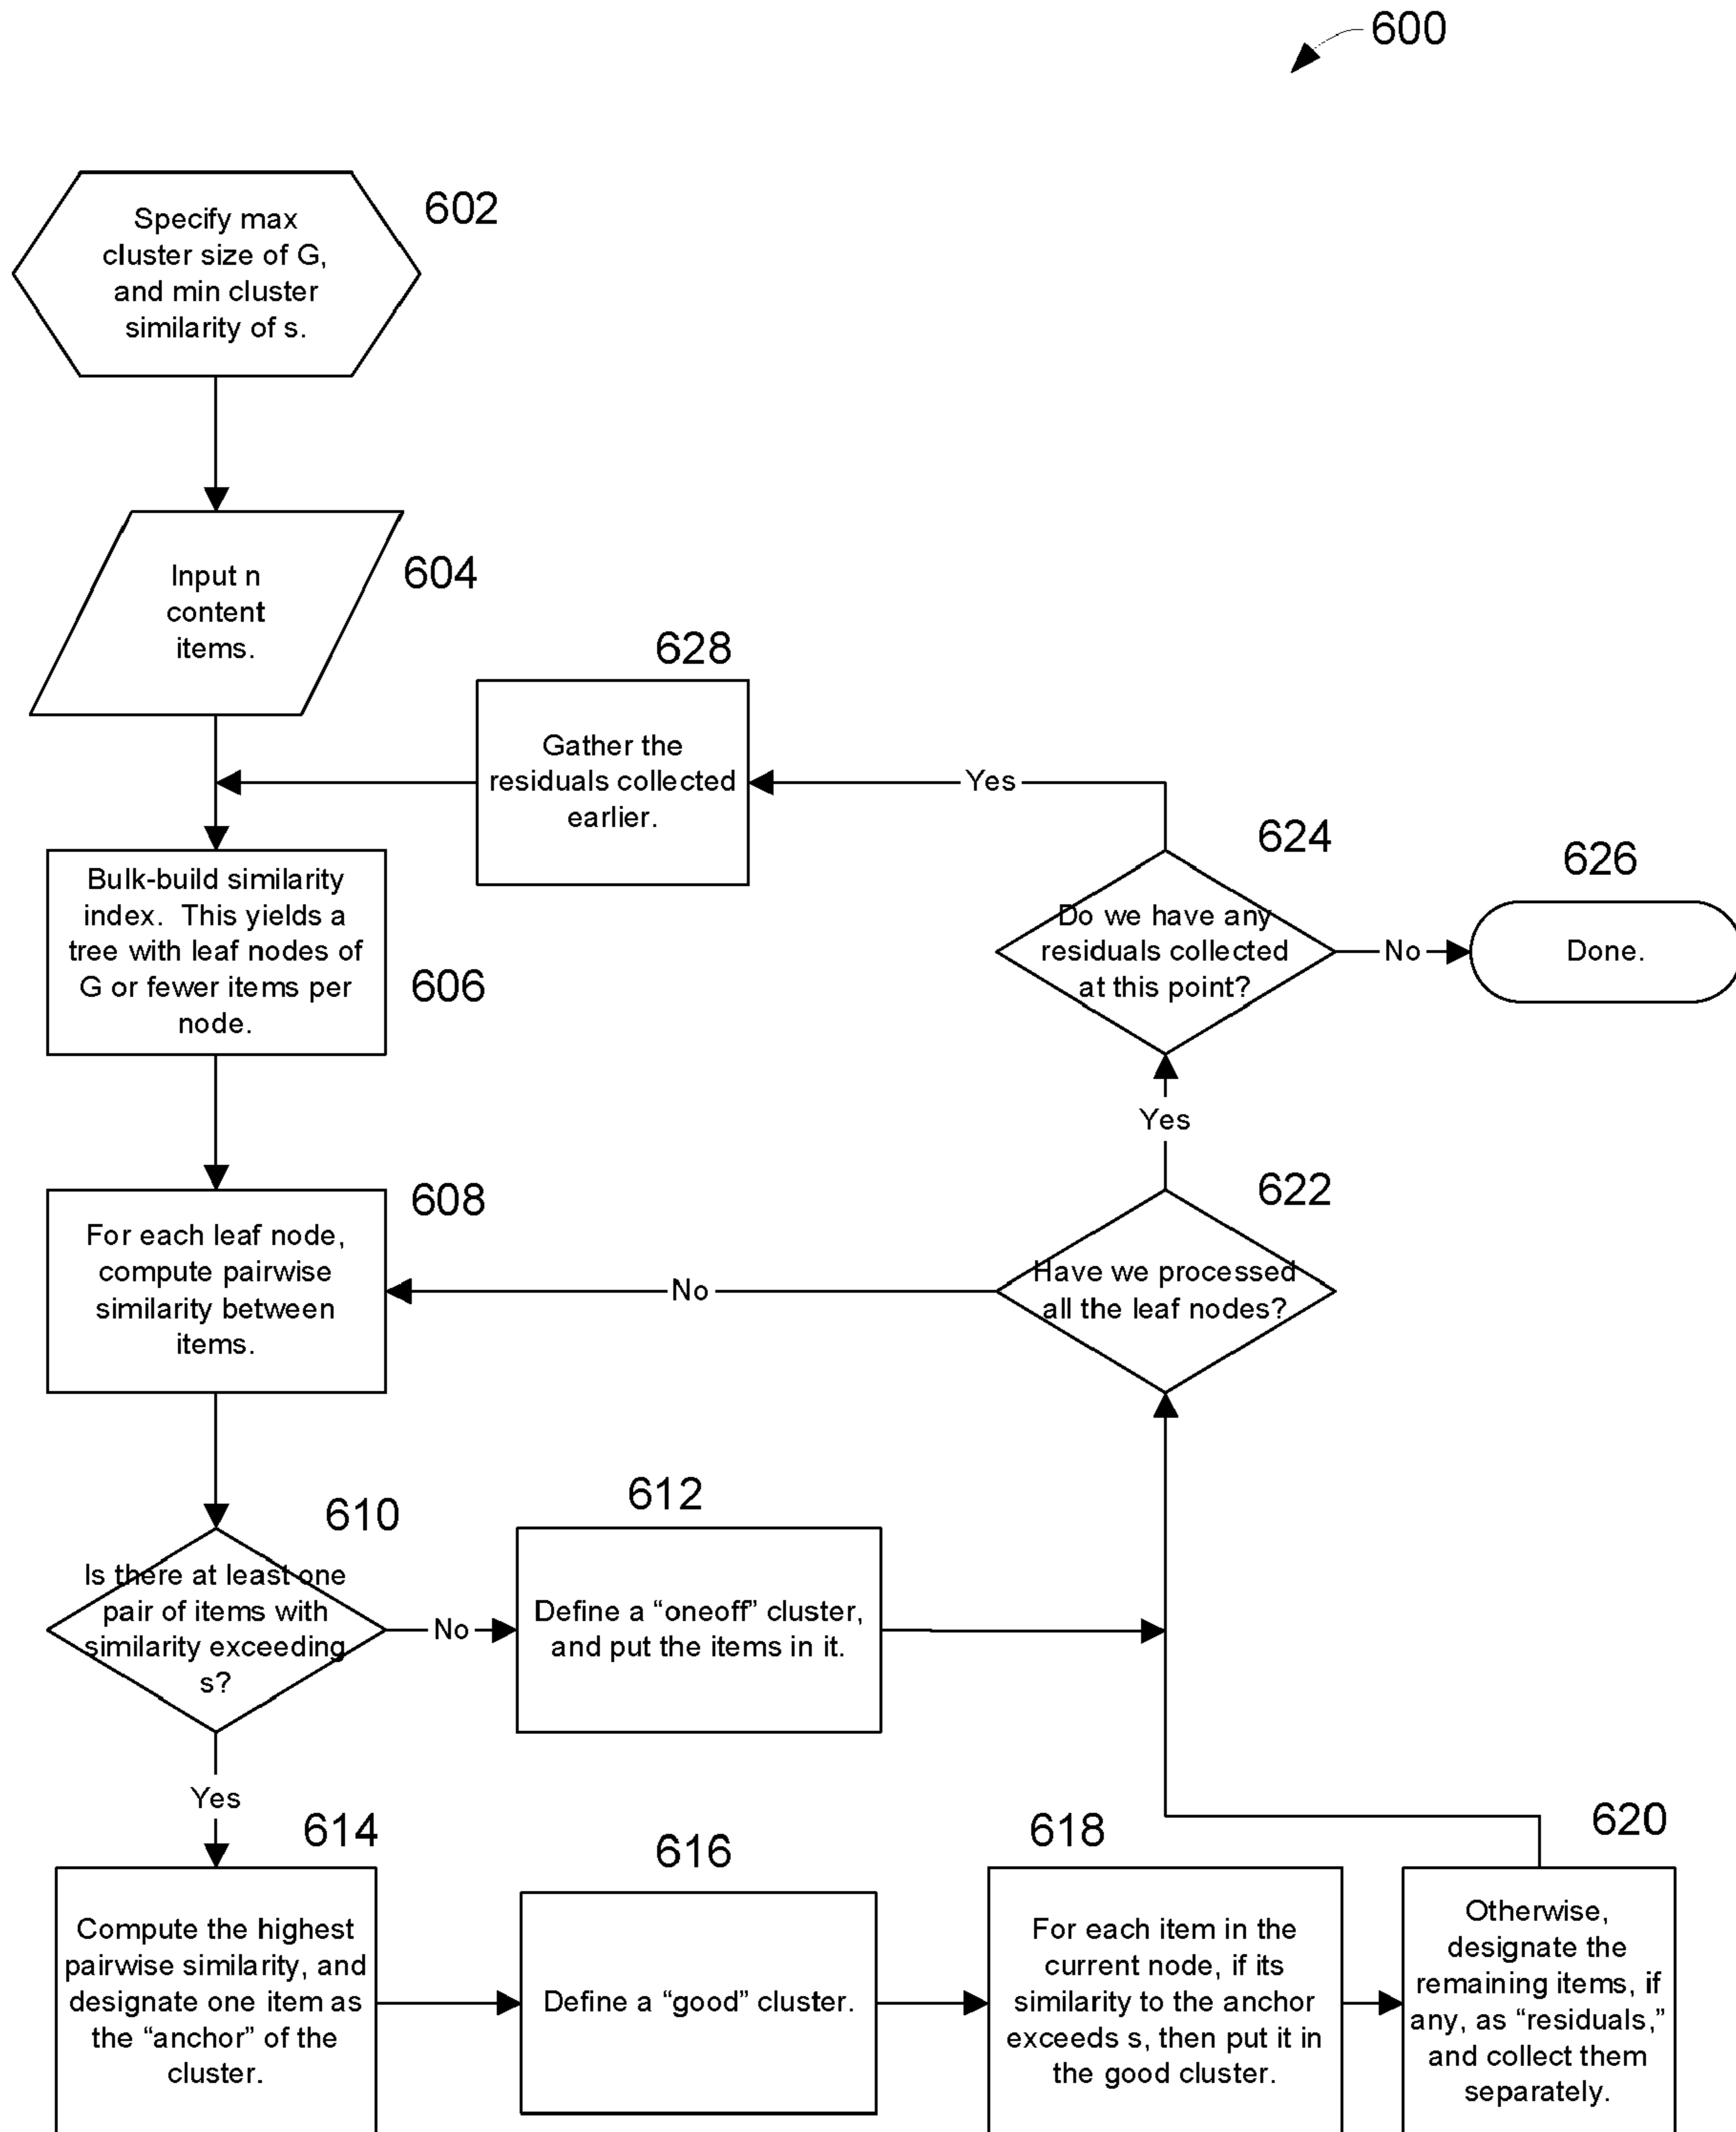 600
602
Specify max
cluster size of G,
and min cluster
similarity of s.
604
Input n
content
items.
628
Gather the
residuals collected
earlier.
Yes
624
Do we have any
residuals collected
at this point?
No
626
Done.
606
Bulk-build similarity
index. This yields a
tree with leaf nodes of
G or fewer items per
node.
Yes
608
For each leaf node,
compute pairwise
similarity between
items.
No
622
Have we processed
all the leaf nodes?
610
Is there at least one
pair of items with
similarity exceeding
s?
No
612
Define a “oneoff” cluster,
and put the items in it.
Yes
614
Compute the highest
pairwise similarity, and
designate one item as
the “anchor” of the
cluster.
616
Define a “good” cluster.
618
For each item in the
current node, if its
similarity to the anchor
exceeds s, then put it in
the good cluster.
620
Otherwise,
designate the
remaining items, if
any, as “residuals,”
and collect them
separately.